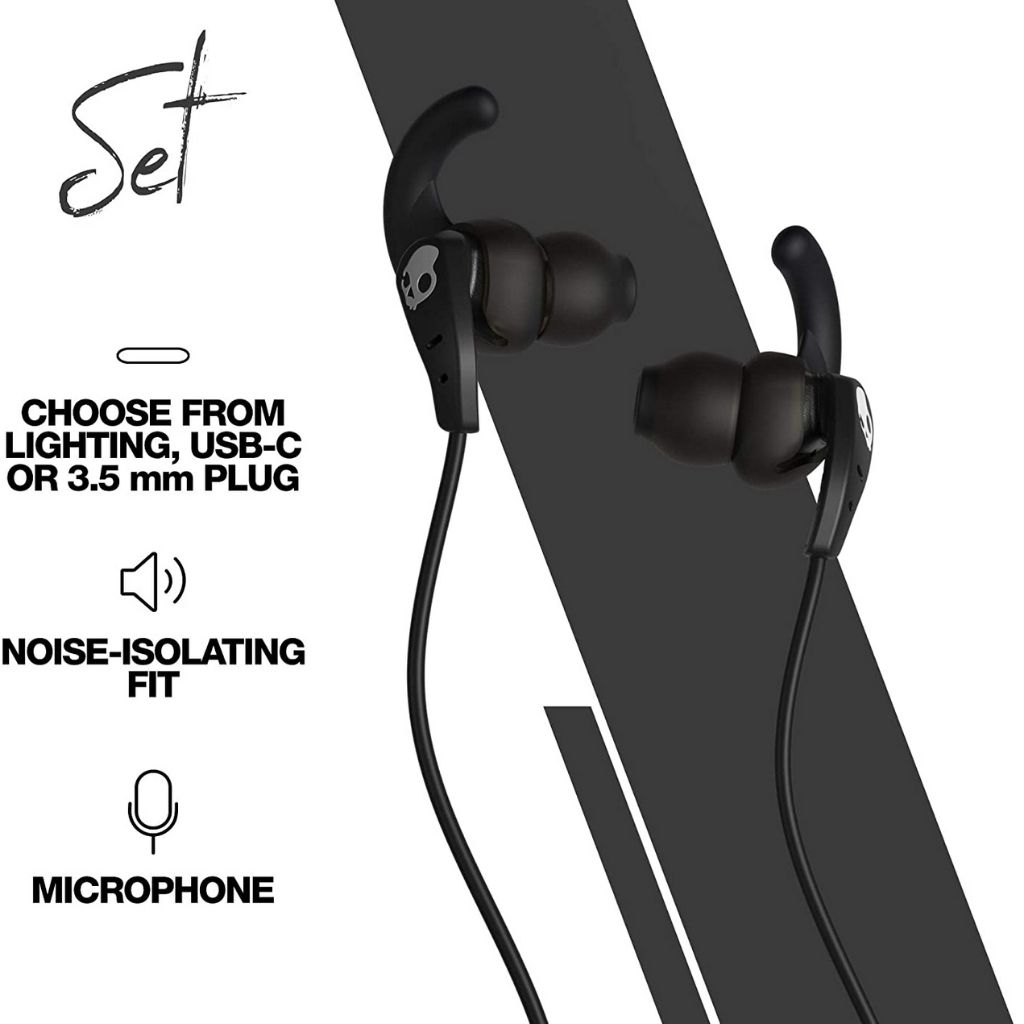 Set
CHOOSE FROM
LIGHTING, USB-C
OR 3.5 mm PLUG
NOISE-ISOLATING
FIT
MICROPHONE